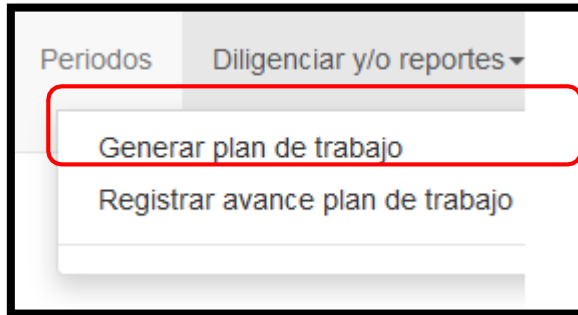 Periodos Diligenciar y/o reportes
Generar plan de trabajo
Registrar avance plan de trabajo